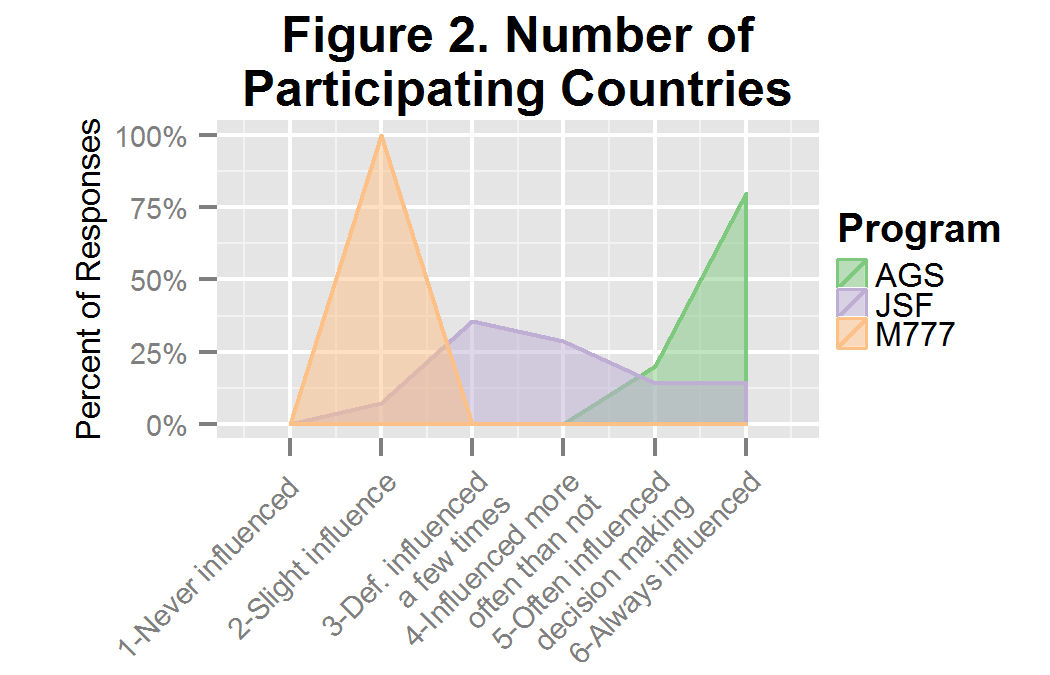 Figure 2. Number of
Participating Countries
Percent of Responses
100%
75%
50%
25%
0%
1-Never influenced
2-Slight influence
3-Def. influenced
a few times
4-Influenced more
often than not
5-Often influenced
decision making
6-Always influenced
Program
AGS
JSF
M777